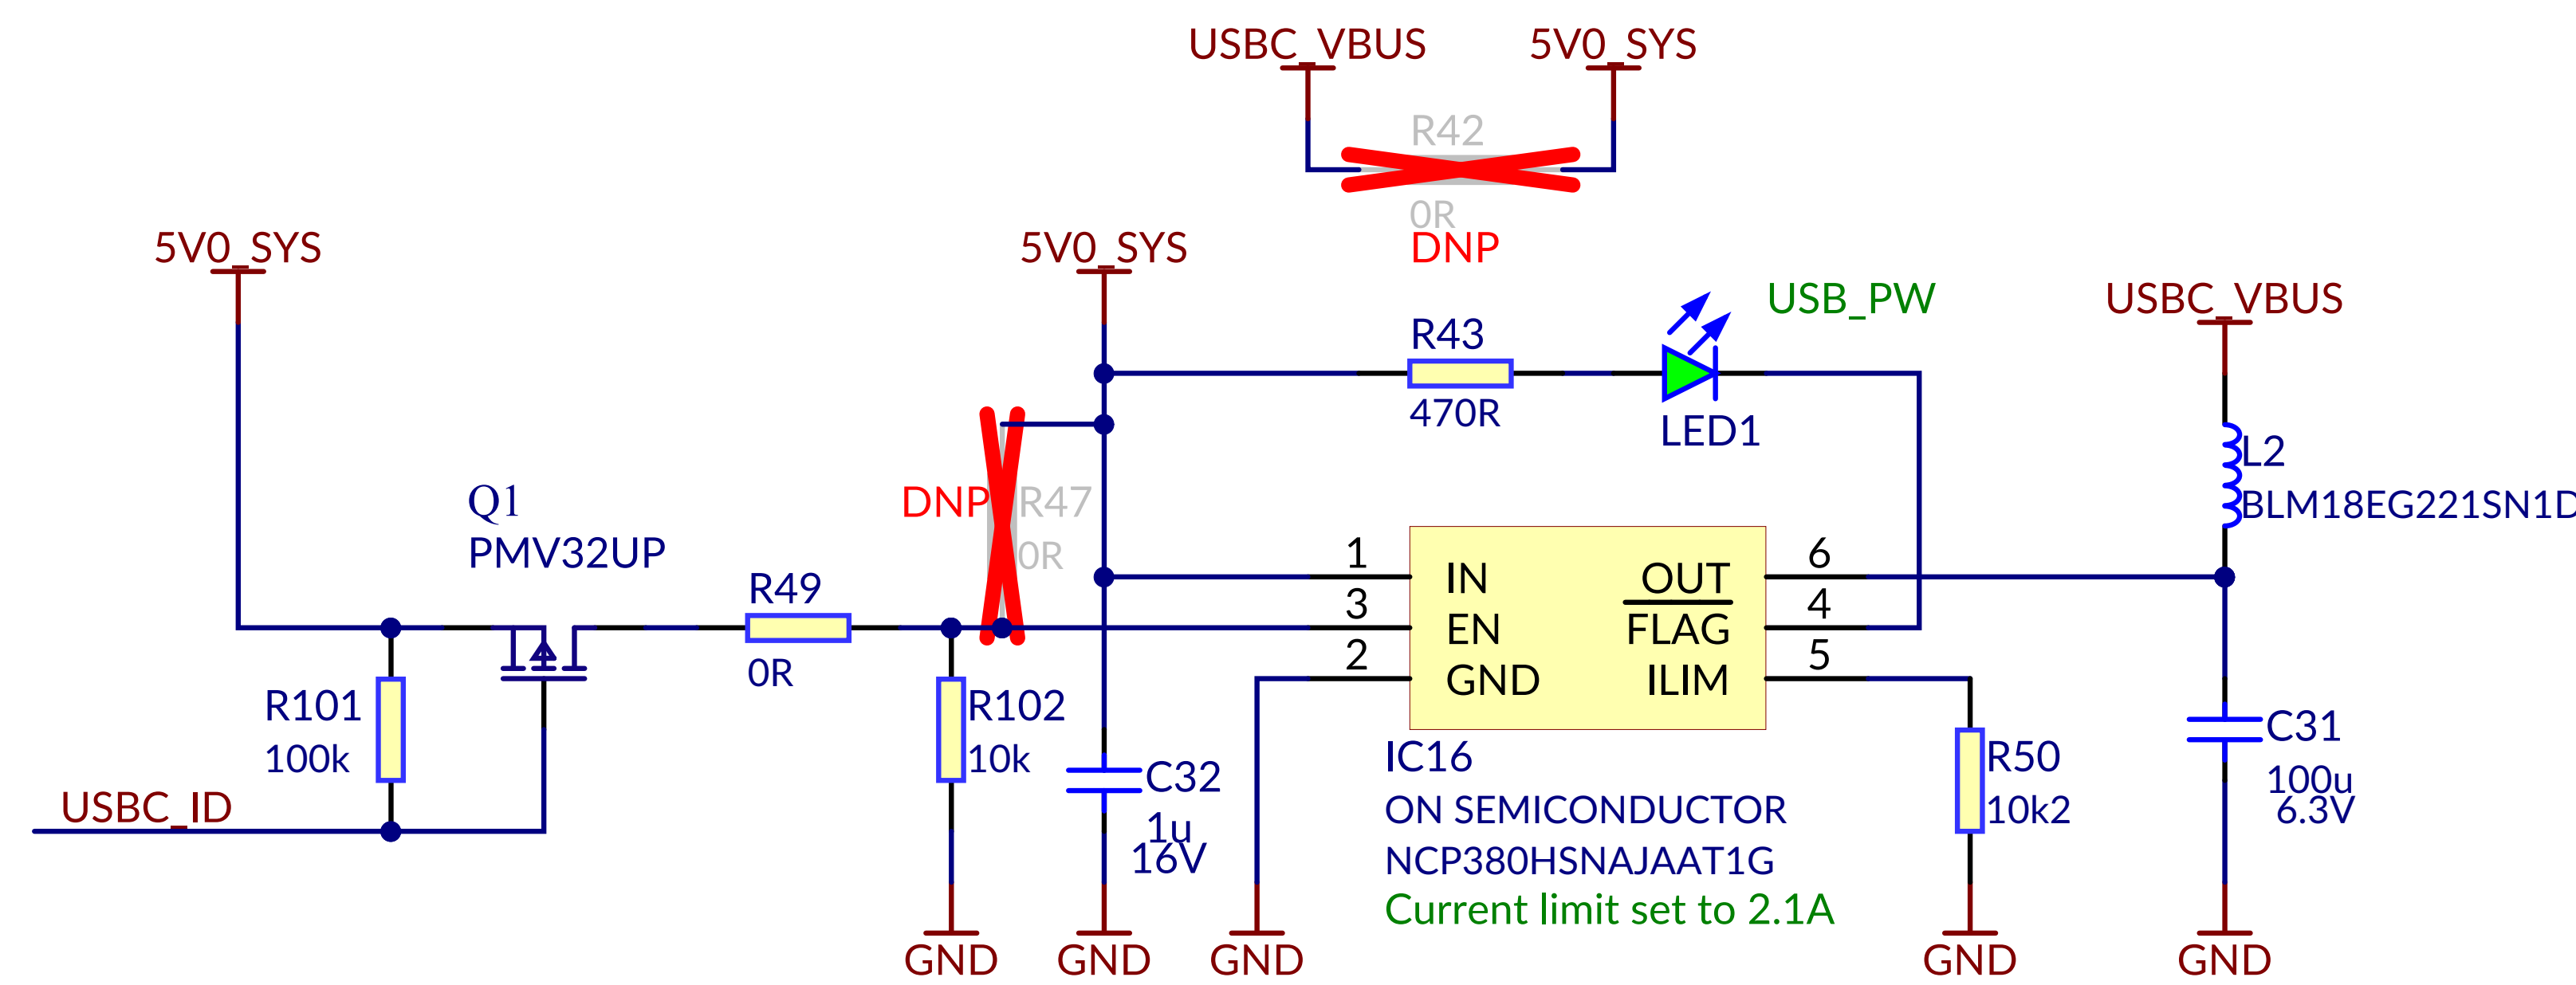 USBC_VBUS
5V0_SYS
R42
0R
DNP
5V0_SYS
5V0_SYS
USB_PW
USBC_VBUS
R43
470R
LED1
L2
BLM18EG221SN1D
Q1
PMV32UP
DNP
R47
0R
R49
0R
1
IN
OUT
6
3
EN
FLAG
4
2
GND
ILIM
5
R101
100k
R102
10k
C32
1u
16V
IC16
ON SEMICONDUCTOR
NCP380HSNAJAAT1G
Current limit set to 2.1A
R50
10k2
C31
100u
6.3V
USBC_ID
GND
GND
GND
GND
GND